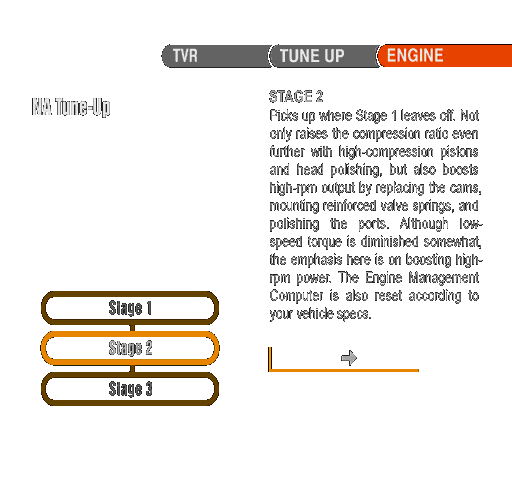 TVR TUNE UP ENGINE
NA Tune-Up
STAGE 2
Picks up where Stage 1 leaves off. Not
only raises the compression ratio even
further with high-compression pistons
and head polishing, but also boosts
high-rpm output by replacing the cams,
mounting reinforced valve springs, and
polishing the ports. Although low-
speed torque is diminished somewhat,
the emphasis here is on boosting high-
rpm power. The Engine Management
Computer is also reset according to
your vehicle specs.
Stage 1
Stage 2
Stage 3